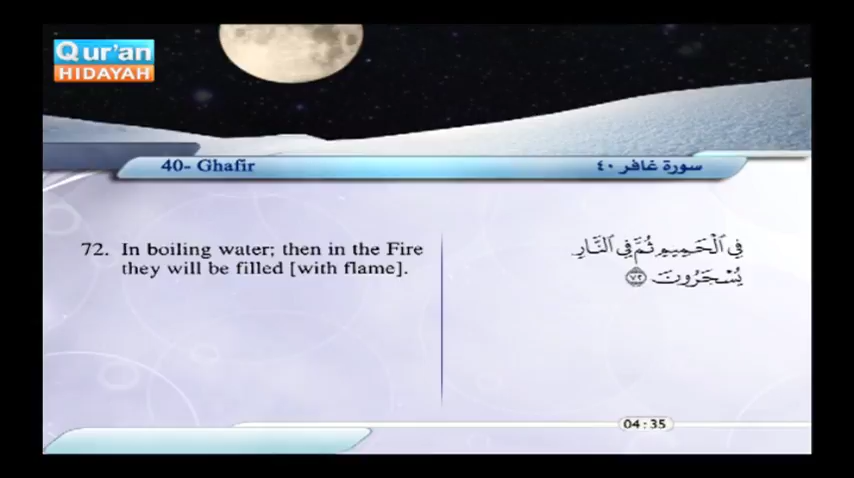 Qur'an
HIDAYAH
40- Ghafir
سورة غافر ٤٠
72. In boiling water; then in the Fire
they will be filled [with flame].
فِي ٱلْحَمِيمِ ثُمَّ فِي ٱلنَّارِ
يُسْجَرُونَ ٧٢
04:35